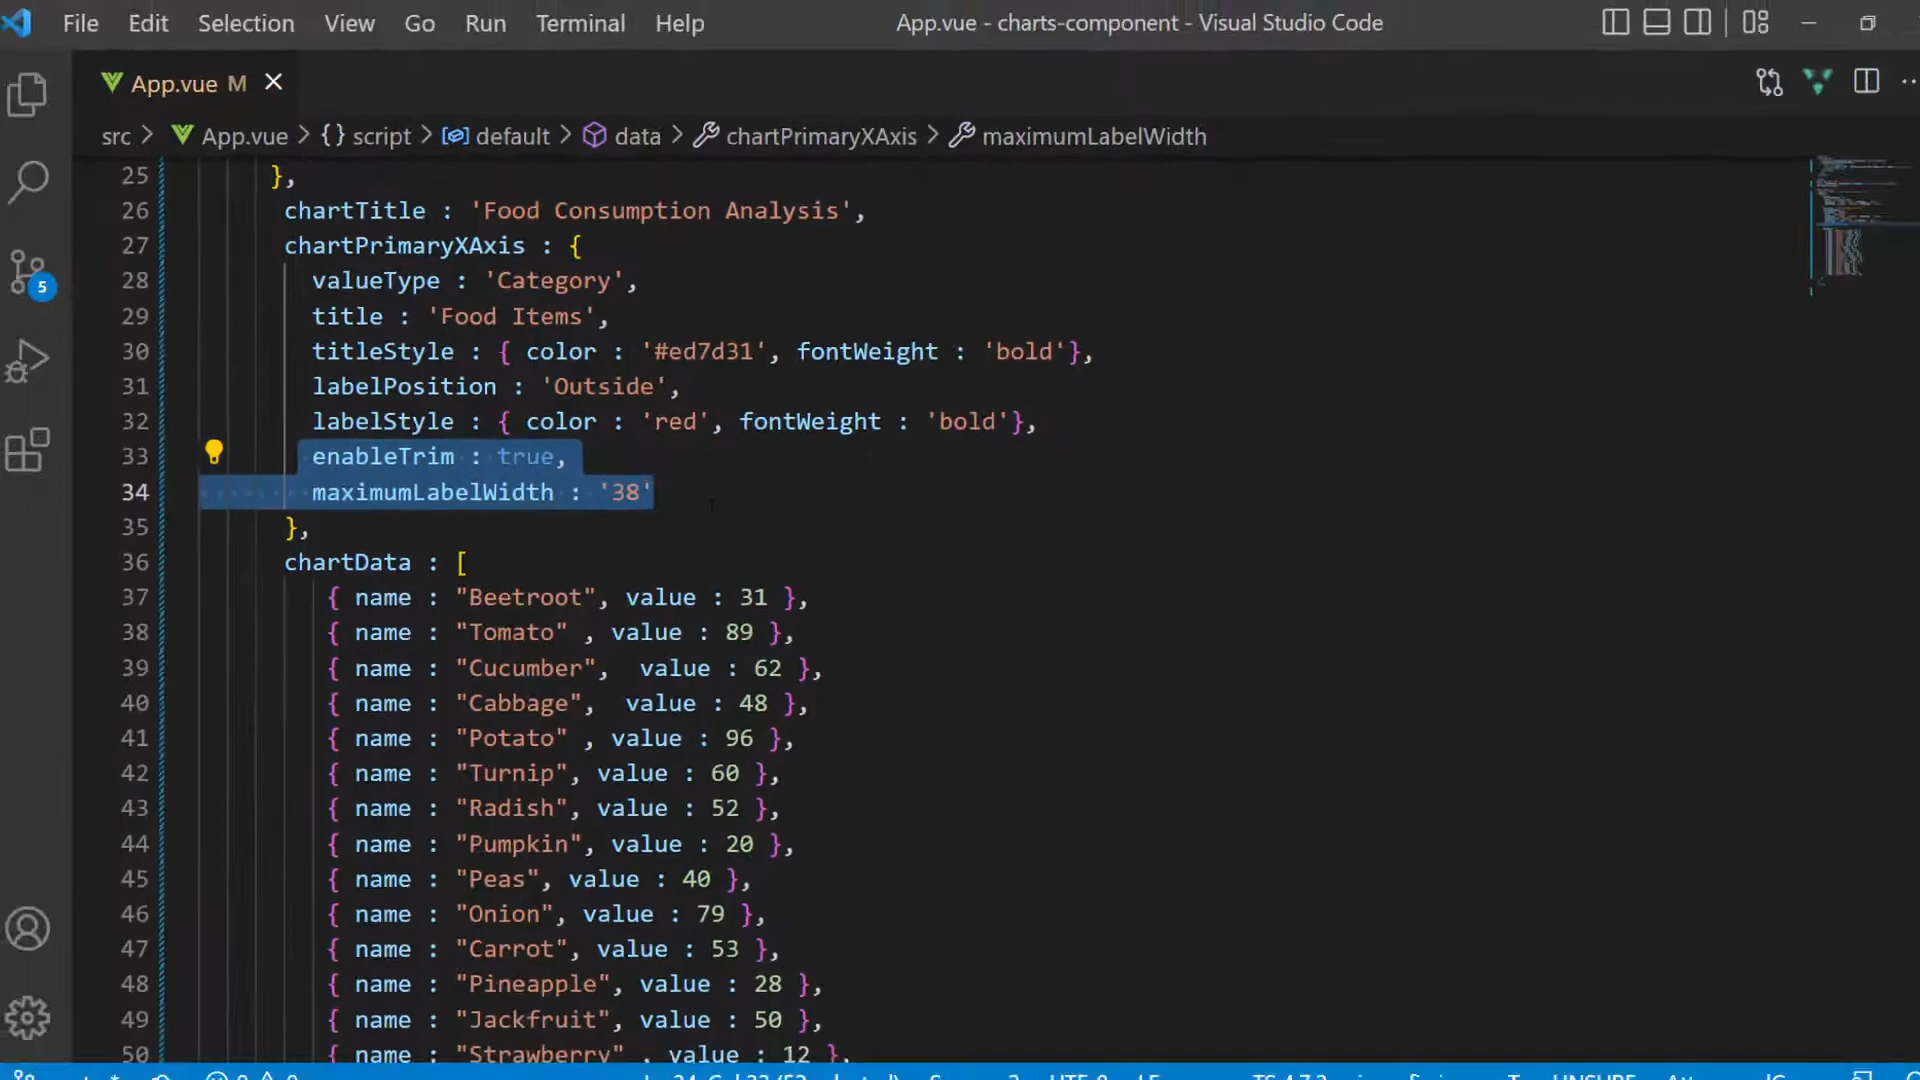 File Edit Selection View Go Run Terminal Help App.vue - charts-component - Visual Studio Code
App.vue M
src > App.vue > {} script > default > data > chartPrimaryXAxis > maximumLabelWidth
25 },
26 chartTitle : 'Food Consumption Analysis',
27 chartPrimaryXAxis : {
28 valueType : 'Category',
29 title : 'Food Items',
30 titleStyle : { color : '#ed7d31', fontWeight : 'bold'},
31 labelPosition : 'Outside',
32 labelStyle : { color : 'red', fontWeight : 'bold'},
33 enableTrim : true,
34 maximumLabelWidth : '38'
35 },
36 chartData : [
37 { name : "Beetroot", value : 31 },
38 { name : "Tomato" , value : 89 },
39 { name : "Cucumber",  value : 62 },
40 { name : "Cabbage",  value : 48 },
41 { name : "Potato" , value : 96 },
42 { name : "Turnip", value : 60 },
43 { name : "Radish", value : 52 },
44 { name : "Pumpkin", value : 20 },
45 { name : "Peas", value : 40 },
46 { name : "Onion", value : 79 },
47 { name : "Carrot", value : 53 },
48 { name : "Pineapple", value : 28 },
49 { name : "Jackfruit", value : 50 },
50 { name : "Strawberry" , value : 12 },
5